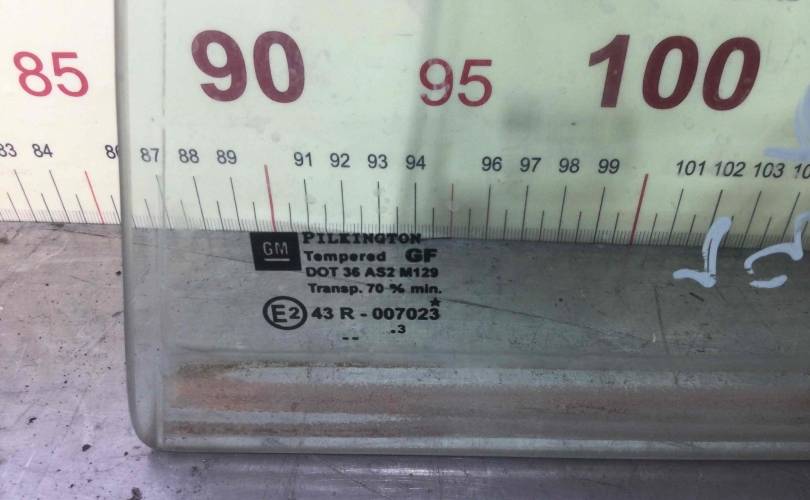 85 90 95 100
83 84 86 87 88 89 91 92 93 94 96 97 98 99 101 102 103
GM PILKINGTON
Tempered GF
DOT 36 AS2 M129
Transp. 70 % min.
E2 43 R - 007023
-- .3